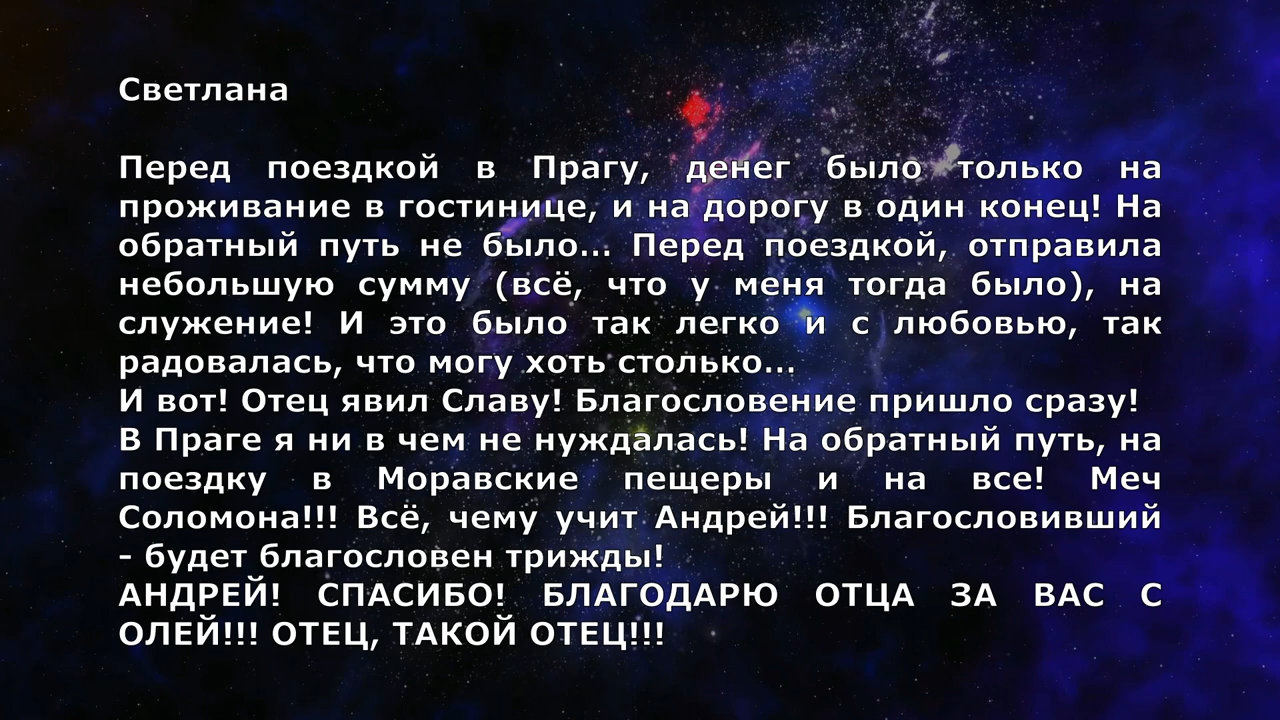 Светлана
Перед поездкой в Прагу, денег было только на
проживание в гостинице, и на дорогу в один конец! На
обратный путь не было... Перед поездкой, отправила
небольшую сумму (всё, что у меня тогда было), на
служение! И это было так легко и с любовью, так
радовалась, что могу хоть столько...
И вот! Отец явил Славу! Благословение пришло сразу!
В Праге я ни в чем не нуждалась! На обратный путь, на
поездку в Моравские пещеры и на все! Меч
Соломона!!! Всё, чему учит Андрей!!! Благословивший
– будет благословен трижды!
АНДРЕЙ! СПАСИБО! БЛАГОДАРЮ ОТЦА ЗА ВАС С
ОЛЕЙ!!! ОТЕЦ, ТАКОЙ ОТЕЦ!!!